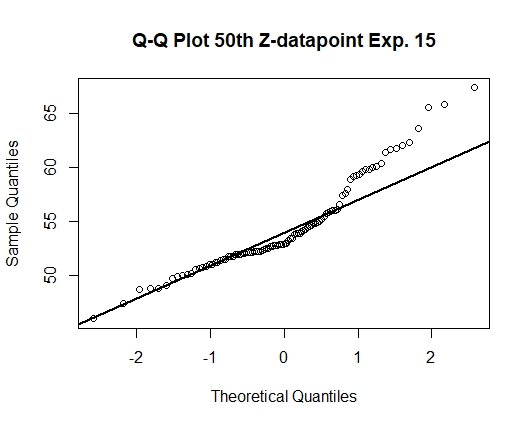 Q-Q Plot 50th Z-datapoint Exp. 15
Sample Quantiles
65
60
55
50
-2 -1 0 1 2
Theoretical Quantiles